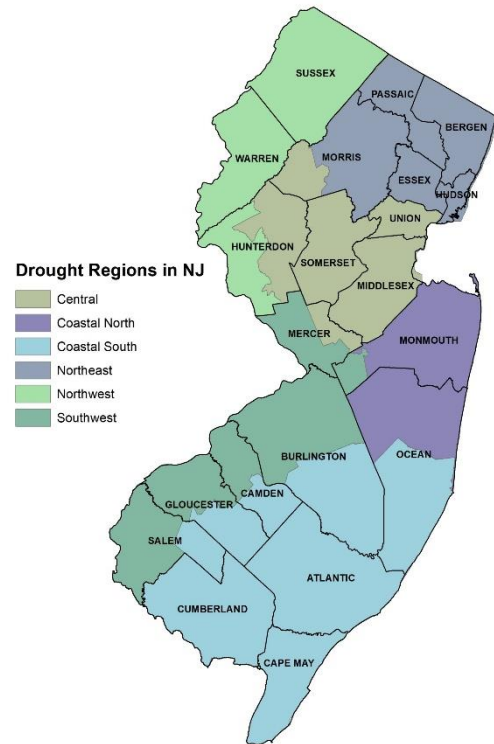 SUSSEX
PASSAIC
BERGEN
WARREN
MORRIS
ESSEX
HUDSON
UNION
HUNTERDON
SOMERSET
MIDDLESEX
Drought Regions in NJ
Central
Coastal North
Coastal South
Northeast
Northwest
Southwest
MERCER
MONMOUTH
OCEAN
BURLINGTON
CAMDEN
GLOUCESTER
SALEM
ATLANTIC
CUMBERLAND
CAPE MAY